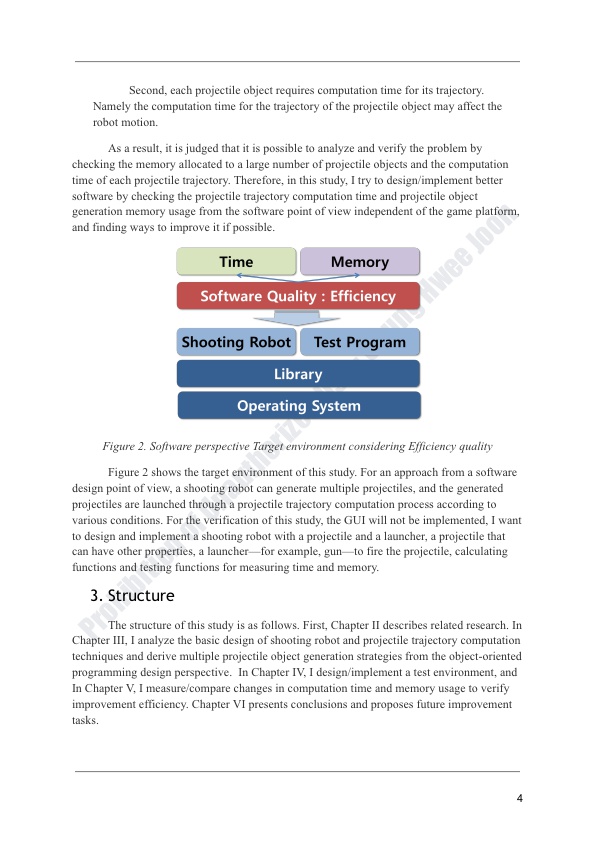 Second, each projectile object requires computation time for its trajectory.
Namely the computation time for the trajectory of the projectile object may affect the
robot motion.
As a result, it is judged that it is possible to analyze and verify the problem by
checking the memory allocated to a large number of projectile objects and the computation
time of each projectile trajectory. Therefore, in this study, I try to design/implement better
software by checking the projectile trajectory computation time and projectile object
generation memory usage from the software point of view independent of the game platform,
and finding ways to improve it if possible.
Time Memory
Software Quality : Efficiency
Shooting Robot Test Program
Library
Operating System
Figure 2. Software perspective Target environment considering Efficiency quality
Figure 2 shows the target environment of this study. For an approach from a software
design point of view, a shooting robot can generate multiple projectiles, and the generated
projectiles are launched through a projectile trajectory computation process according to
various conditions. For the verification of this study, the GUI will not be implemented, I want
to design and implement a shooting robot with a projectile and a launcher, a projectile that
can have other properties, a launcher—for example, gun—to fire the projectile, calculating
functions and testing functions for measuring time and memory.
3. Structure
The structure of this study is as follows. First, Chapter II describes related research. In
Chapter III, I analyze the basic design of shooting robot and projectile trajectory computation
techniques and derive multiple projectile object generation strategies from the object-oriented
programming design perspective.  In Chapter IV, I design/implement a test environment, and
In Chapter V, I measure/compare changes in computation time and memory usage to verify
improvement efficiency. Chapter VI presents conclusions and proposes future improvement
tasks.
4